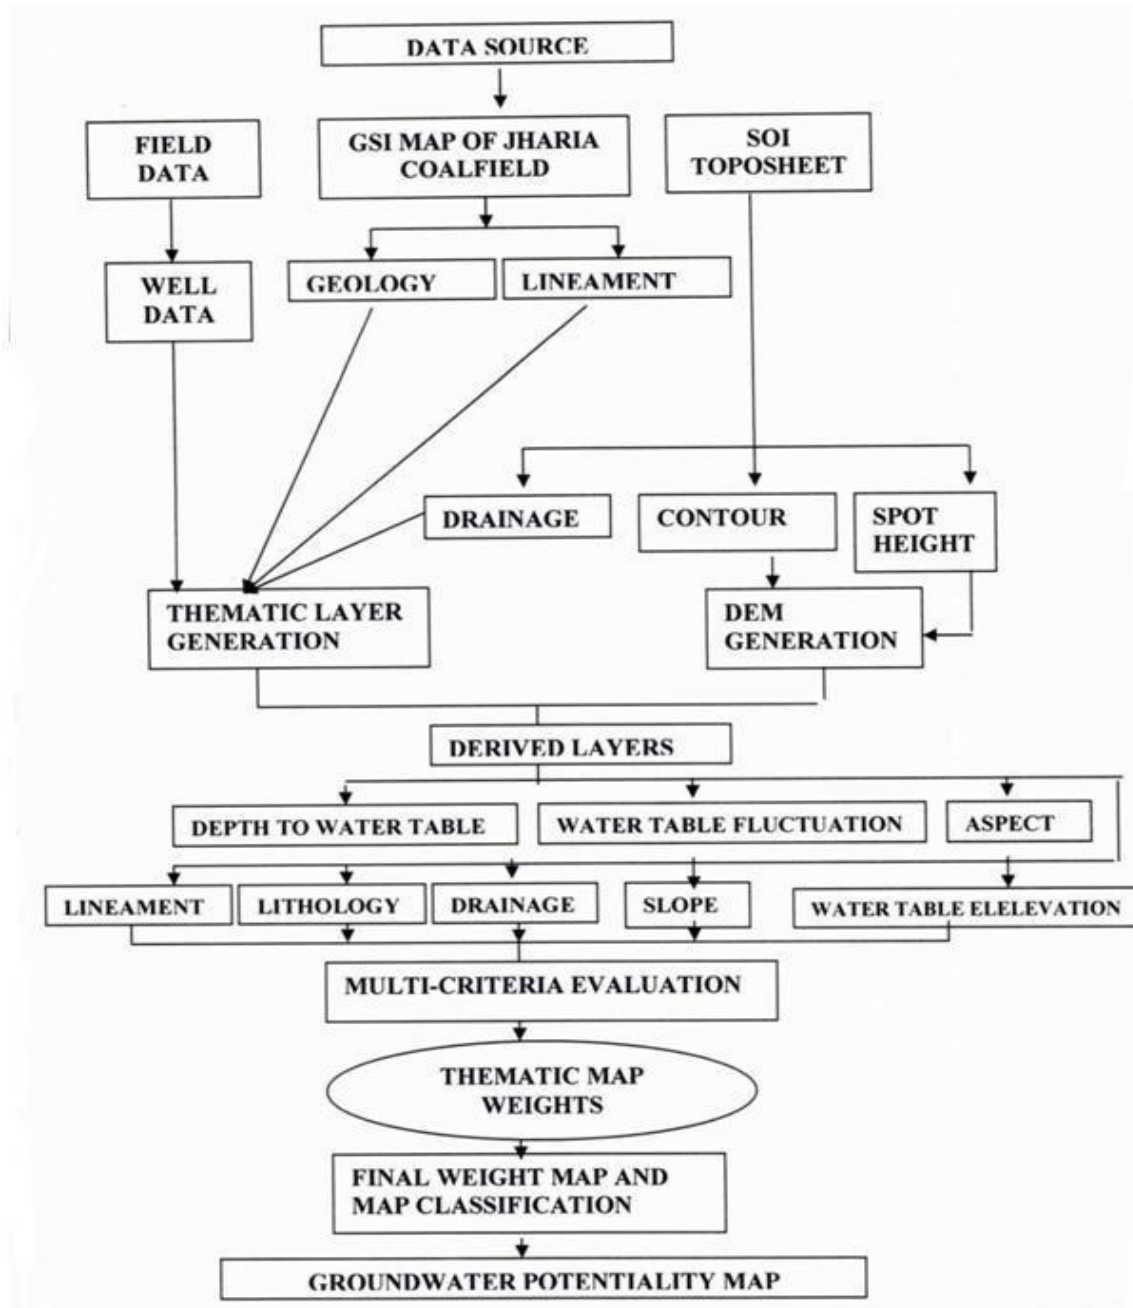 DATA SOURCE
FIELD
DATA
GSI MAP OF JHARIA
COALFIELD
SOI
TOPOSHEET
WELL
DATA
GEOLOGY
LINEAMENT
DRAINAGE
CONTOUR
SPOT
HEIGHT
THEMATIC LAYER
GENERATION
DEM
GENERATION
DERIVED LAYERS
DEPTH TO WATER TABLE
WATER TABLE FLUCTUATION
ASPECT
LINEAMENT
LITHOLOGY
DRAINAGE
SLOPE
WATER TABLE ELELEVATION
MULTI-CRITERIA EVALUATION
THEMATIC MAP
WEIGHTS
FINAL WEIGHT MAP AND
MAP CLASSIFICATION
GROUNDWATER POTENTIALITY MAP